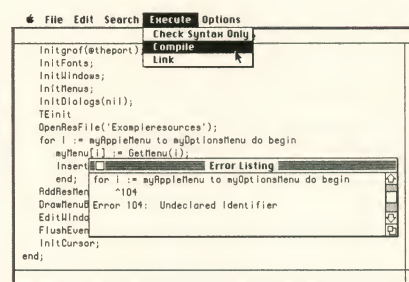 File Edit Search Execute Options
Check Syntax Only
Compile
Link
Initgrof(@theport)
InitFonts;
InitWindows;
InitMenus;
InitDialogs(nil);
TEinit
OpenResFile('Exampleresources');
for i := myAppleMenu to myOptionsMenu do begin
myMenu[i] := GetMenu(i);
Insert
end;
AddResMen
DrawMenuB
EditWindo
FlushEven
InitCursor;
end;
Error Listing
for i := myAppleMenu to myOptionsMenu do begin
^104
Error 104: Undeclared Identifier